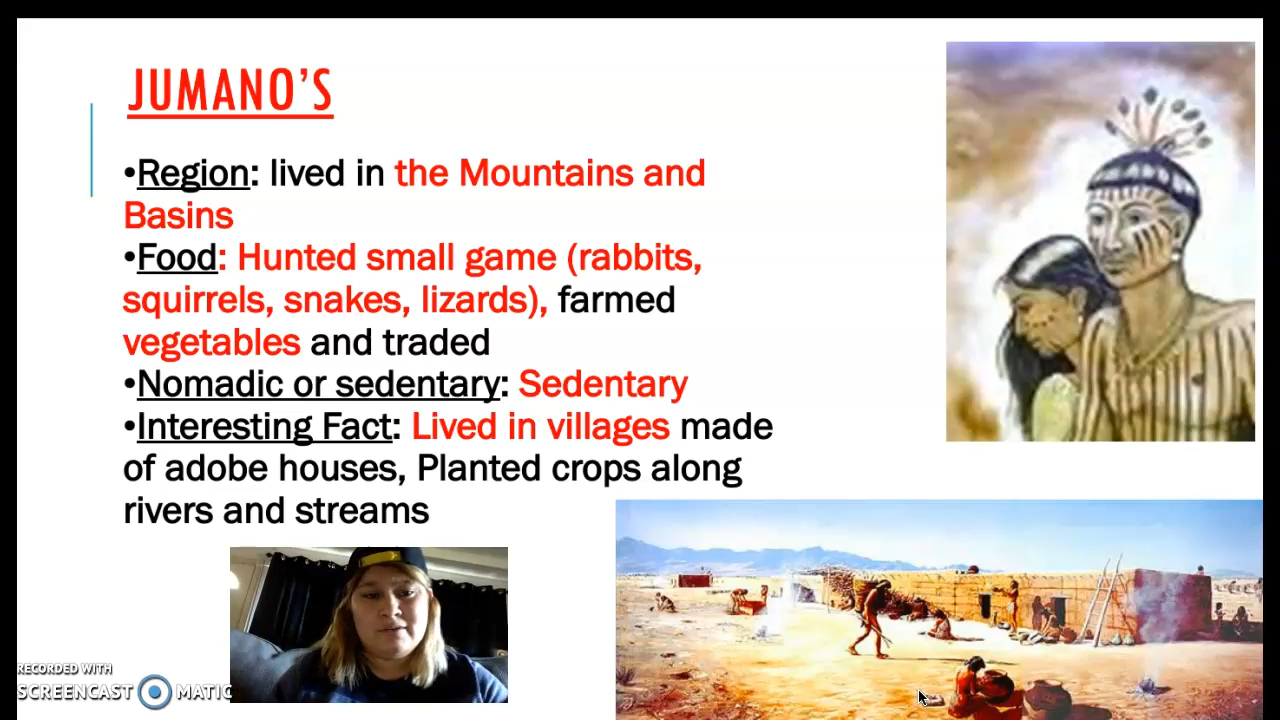 JUMANO'S
•Region: lived in the Mountains and
Basins
•Food: Hunted small game (rabbits,
squirrels, snakes, lizards), farmed
vegetables and traded
•Nomadic or sedentary: Sedentary
•Interesting Fact: Lived in villages made
of adobe houses, Planted crops along
rivers and streams
RECORDED WITH
SCREENCAST MATIC